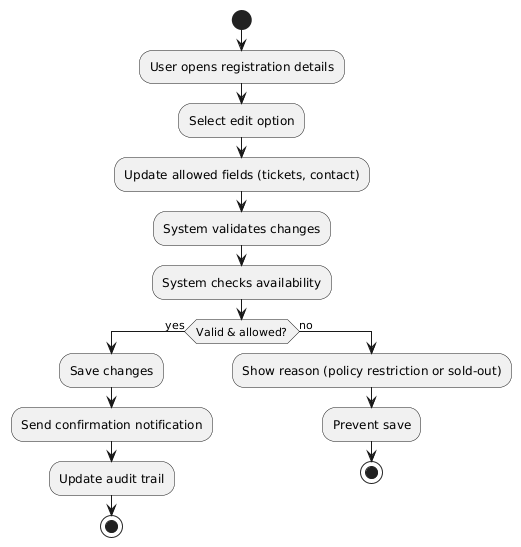 User opens registration details
Select edit option
Update allowed fields (tickets, contact)
System validates changes
System checks availability
Valid & allowed?
yes
no
Save changes
Show reason (policy restriction or sold-out)
Send confirmation notification
Prevent save
Update audit trail